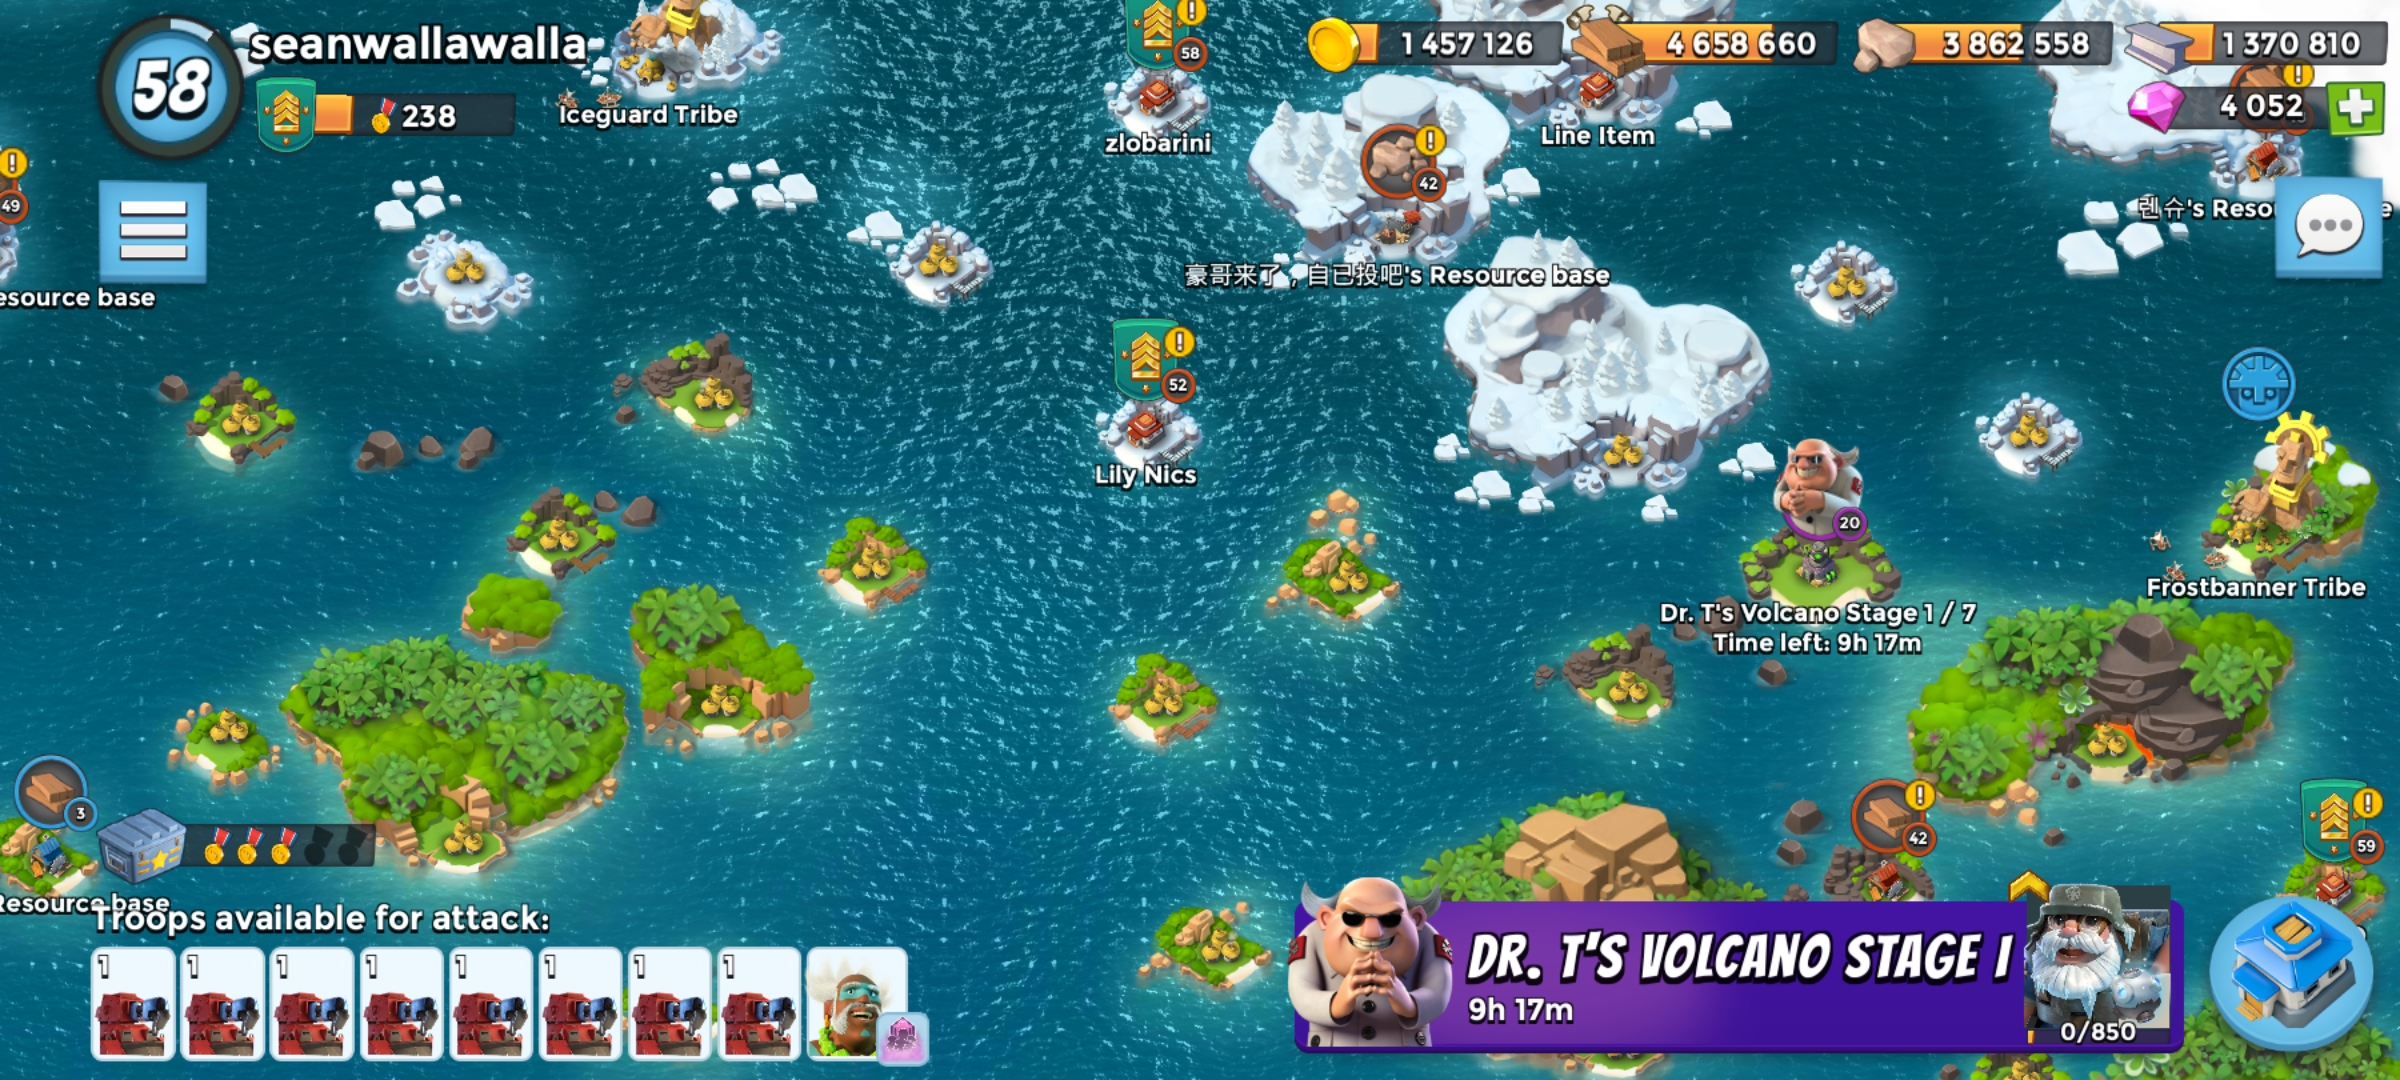 58
seanwallawalla
238
Iceguard Tribe
58
zlobarini
1 457 126
4 658 660
3 862 558
1 370 810
4 052
Line Item
42
49
esource base
豪哥来了，自已投吧's Resource base
렌슈's Reso
e
52
Lily Nics
20
Dr. T's Volcano Stage 1 / 7
Time left: 9h 17m
Frostbanner Tribe
3
42
59
Resource base
Troops available for attack:
1 1 1 1 1 1 1 1
DR. T'S VOLCANO STAGE I
9h 17m
0/850